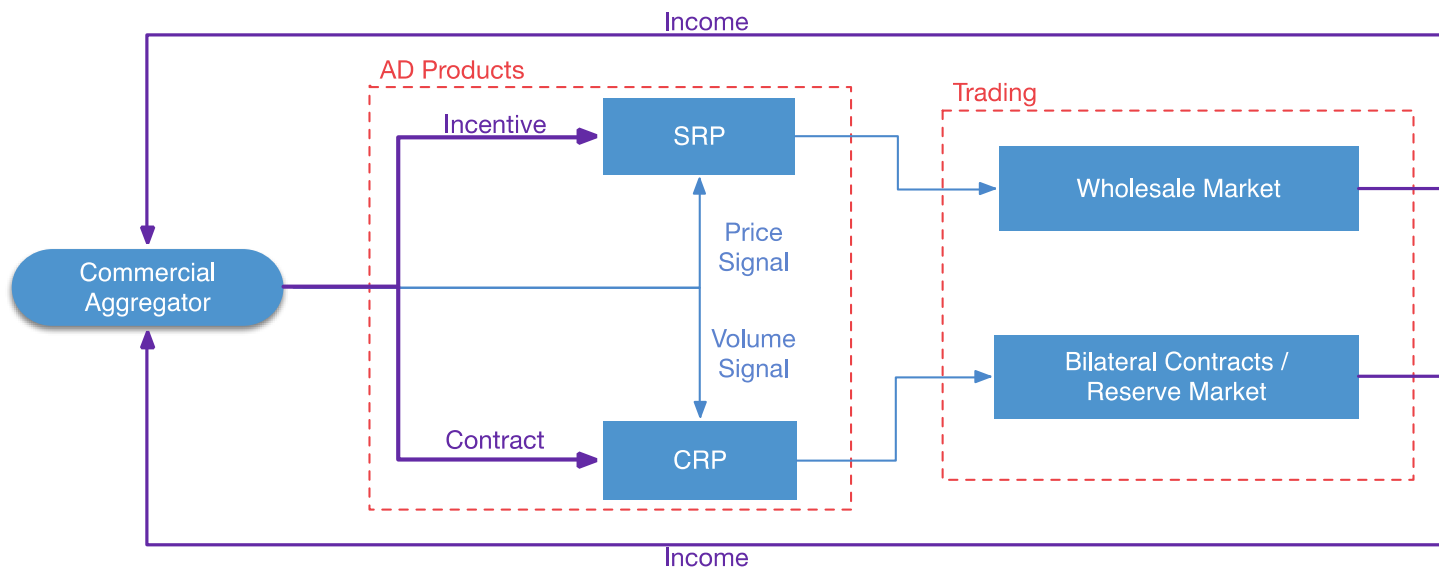 Income
AD Products
Trading
Incentive
SRP
Wholesale Market
Price
Signal
Commercial
Aggregator
Volume
Signal
Bilateral Contracts /
Reserve Market
Contract
CRP
Income